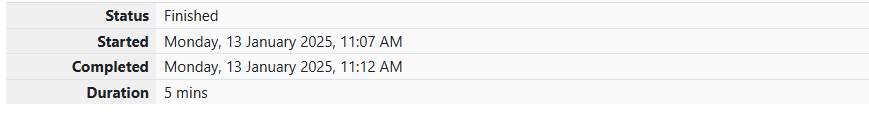 Status Finished
Started Monday, 13 January 2025, 11:07 AM
Completed Monday, 13 January 2025, 11:12 AM
Duration 5 mins